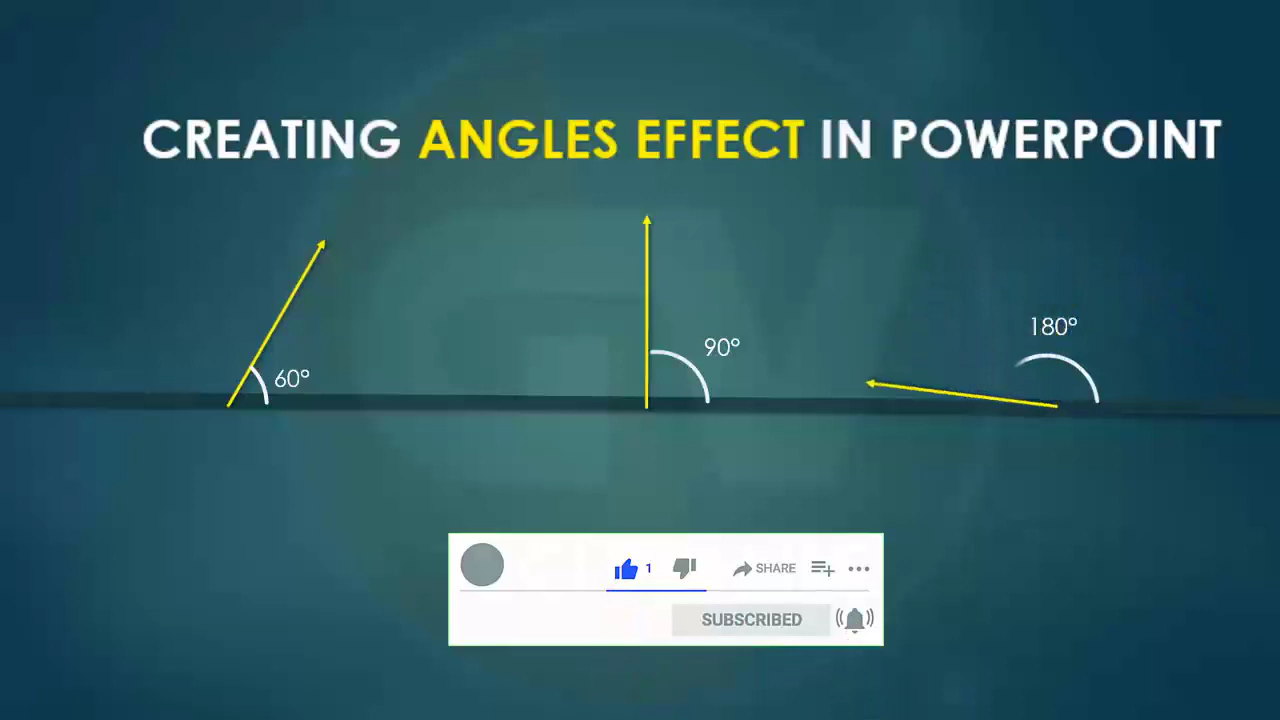 CREATING ANGLES EFFECT IN POWERPOINT
180°
90°
60°
1 SHARE
SUBSCRIBED